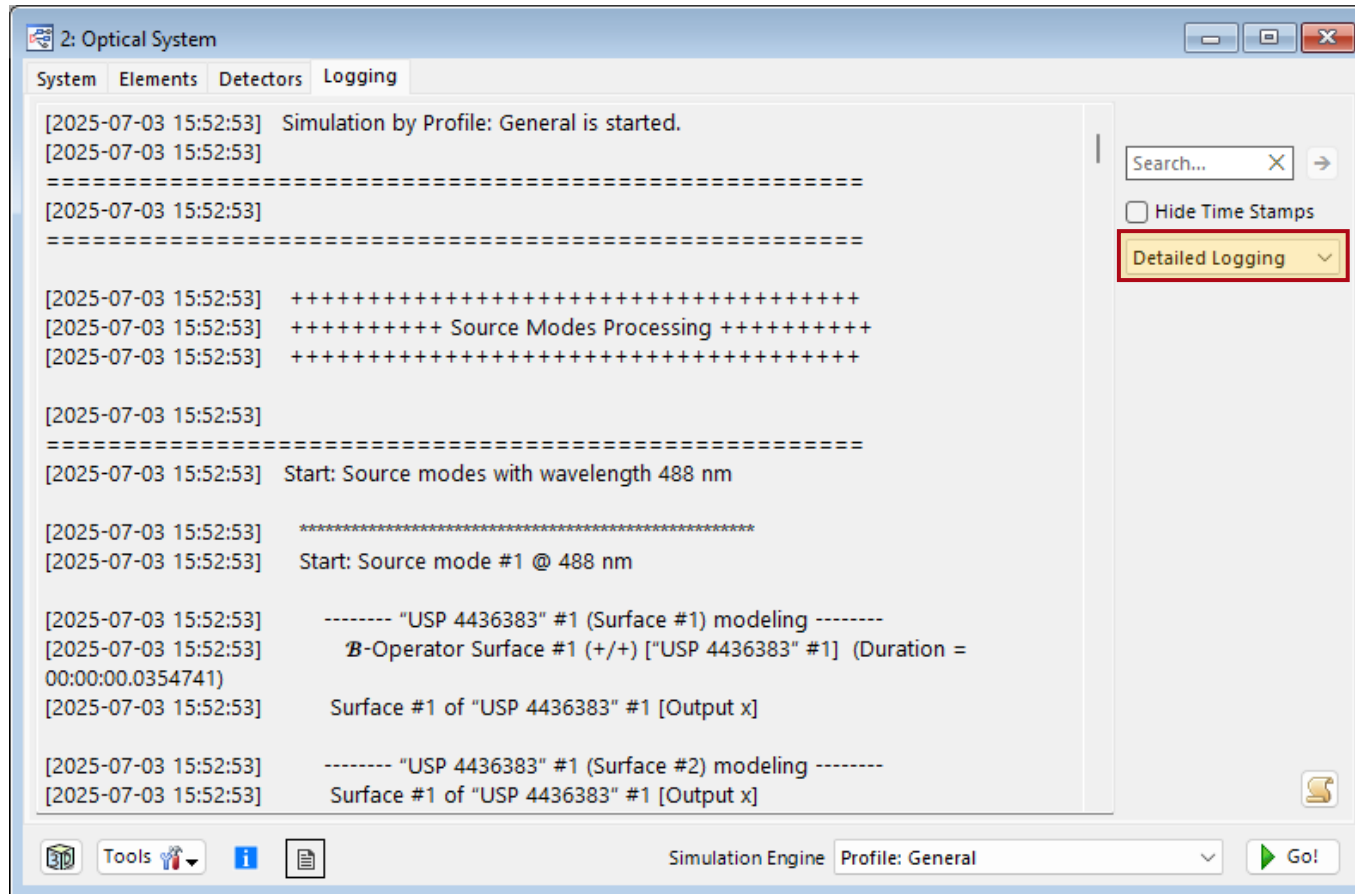 2: Optical System
System Elements Detectors Logging
[2025-07-03 15:52:53] Simulation by Profile: General is started.
[2025-07-03 15:52:53]
=====================================================
[2025-07-03 15:52:53]
=====================================================
[2025-07-03 15:52:53] +++++++++++++++++++++++++++++++++++++
[2025-07-03 15:52:53] ++++++++++ Source Modes Processing ++++++++++
[2025-07-03 15:52:53] +++++++++++++++++++++++++++++++++++++
[2025-07-03 15:52:53]
=====================================================
[2025-07-03 15:52:53] Start: Source modes with wavelength 488 nm
[2025-07-03 15:52:53] *****************************************************
[2025-07-03 15:52:53] Start: Source mode #1 @ 488 nm
[2025-07-03 15:52:53] -------- “USP 4436383” #1 (Surface #1) modeling --------
[2025-07-03 15:52:53] 𝓑-Operator Surface #1 (+/+) [“USP 4436383” #1] (Duration =
00:00:00.0354741)
[2025-07-03 15:52:53] Surface #1 of “USP 4436383” #1 [Output x]
[2025-07-03 15:52:53] -------- “USP 4436383” #1 (Surface #2) modeling --------
[2025-07-03 15:52:53] Surface #1 of “USP 4436383” #1 [Output x]
Search...
Hide Time Stamps
Detailed Logging
3D Tools i Simulation Engine Profile: General Go!